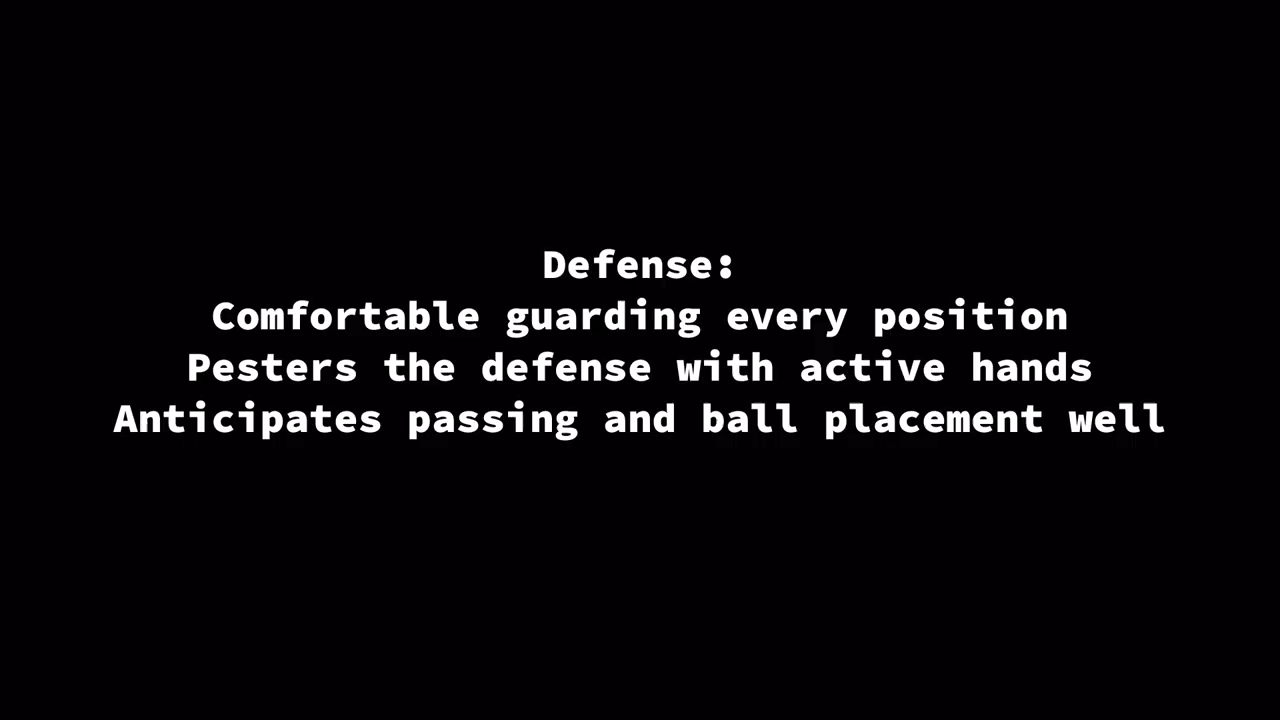 Defense:
Comfortable guarding every position
Pesters the defense with active hands
Anticipates passing and ball placement well